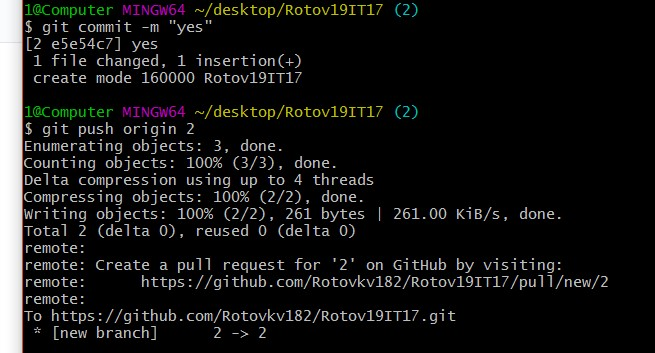 1@Computer MINGW64 ~/desktop/Rotov19IT17 (2)
$ git commit -m "yes"
[2 e5e54c7] yes
 1 file changed, 1 insertion(+)
 create mode 160000 Rotov19IT17

1@Computer MINGW64 ~/desktop/Rotov19IT17 (2)
$ git push origin 2
Enumerating objects: 3, done.
Counting objects: 100% (3/3), done.
Delta compression using up to 4 threads
Compressing objects: 100% (2/2), done.
Writing objects: 100% (2/2), 261 bytes | 261.00 KiB/s, done.
Total 2 (delta 0), reused 0 (delta 0)
remote:
remote: Create a pull request for '2' on GitHub by visiting:
remote:      https://github.com/Rotovkv182/Rotov19IT17/pull/new/2
remote:
To https://github.com/Rotovkv182/Rotov19IT17.git
 * [new branch]      2 -> 2